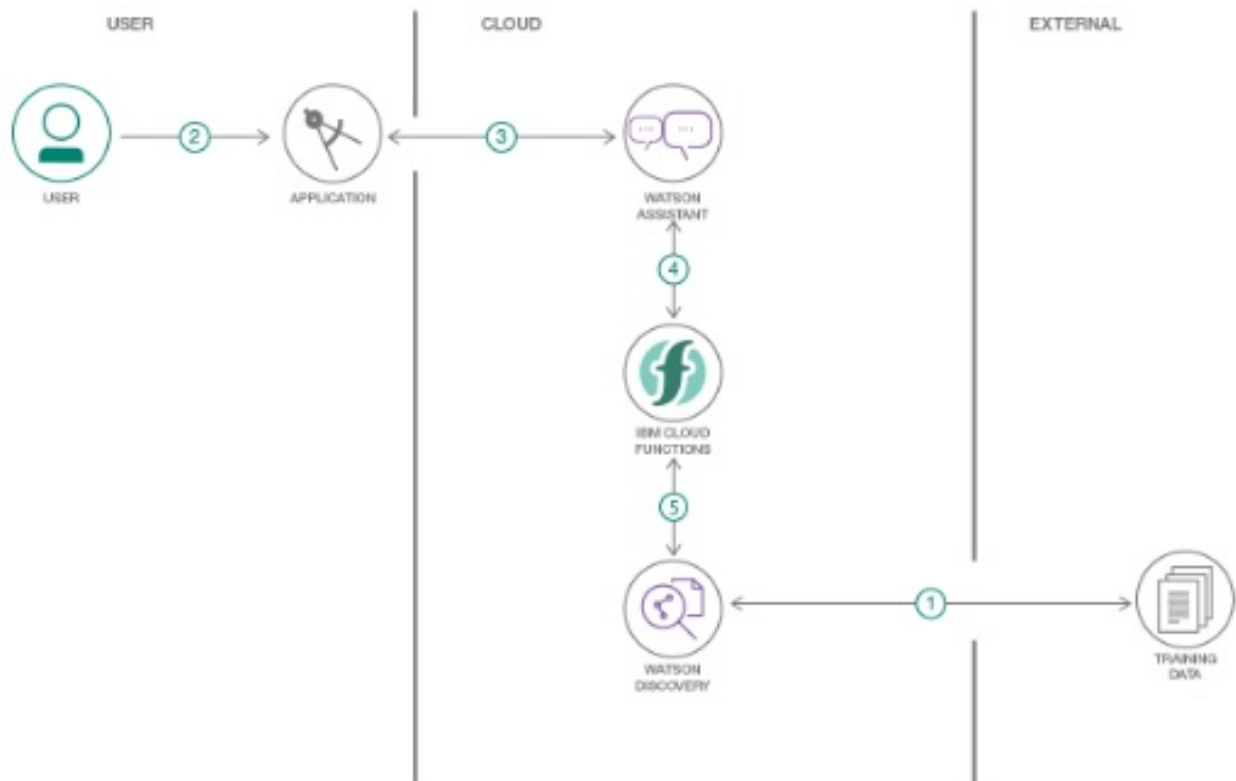 USER
CLOUD
EXTERNAL
2
3
USER
APPLICATION
WATSON
ASSISTANT
4
IBM CLOUD
FUNCTIONS
5
1
WATSON
DISCOVERY
TRAINING
DATA